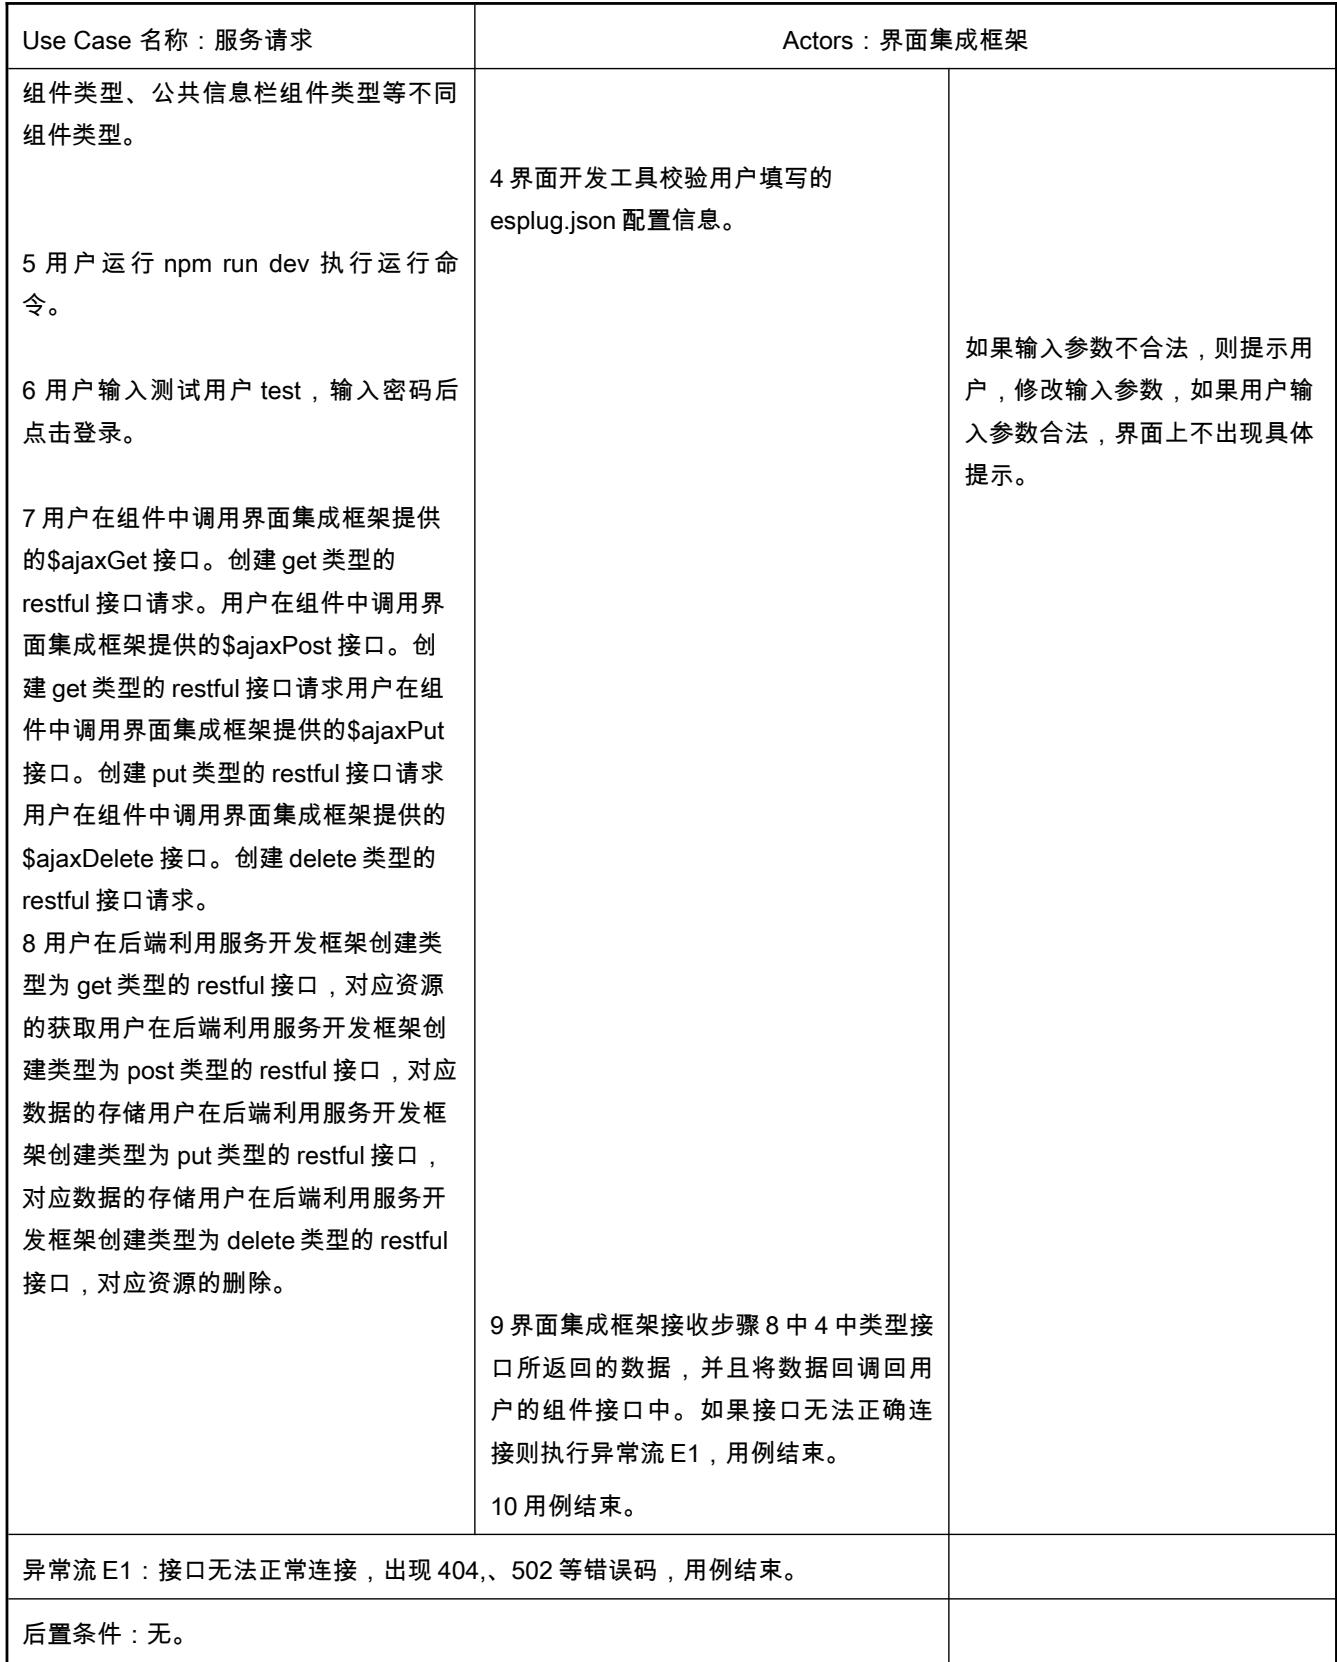 Use Case 名称：服务请求
Actors：界面集成框架
组件类型、公共信息栏组件类型等不同
组件类型。
4 界面开发工具校验用户填写的
esplug.json 配置信息。
5 用户运行 npm run dev 执行运行命
令。
如果输入参数不合法，则提示用
户，修改输入参数，如果用户输
入参数合法，界面上不出现具体
提示。
6 用户输入测试用户 test，输入密码后
点击登录。
7 用户在组件中调用界面集成框架提供
的$ajaxGet 接口。创建 get 类型的
restful 接口请求。用户在组件中调用界
面集成框架提供的$ajaxPost 接口。创
建 get 类型的 restful 接口请求用户在组
件中调用界面集成框架提供的$ajaxPut
接口。创建 put 类型的 restful 接口请求
用户在组件中调用界面集成框架提供的
$ajaxDelete 接口。创建 delete 类型的
restful 接口请求。
8 用户在后端利用服务开发框架创建类
型为 get 类型的 restful 接口，对应资源
的获取用户在后端利用服务开发框架创
建类型为 post 类型的 restful 接口，对应
数据的存储用户在后端利用服务开发框
架创建类型为 put 类型的 restful 接口，
对应数据的存储用户在后端利用服务开
发框架创建类型为 delete 类型的 restful
接口，对应资源的删除。
9 界面集成框架接收步骤 8 中 4 中类型接
口所返回的数据，并且将数据回调回用
户的组件接口中。如果接口无法正确连
接则执行异常流 E1，用例结束。
10 用例结束。
异常流 E1：接口无法正常连接，出现 404,、502 等错误码，用例结束。
后置条件：无。